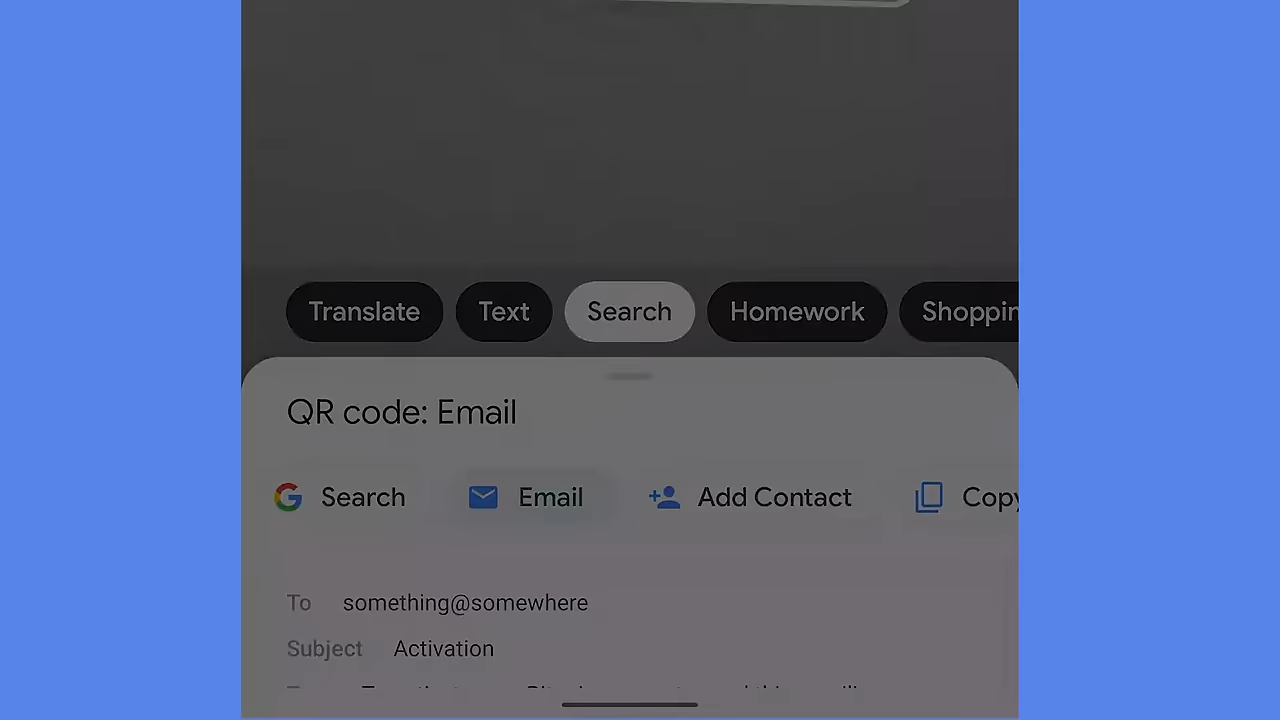 Translate Text Search Homework Shoppin
QR code: Email
Search Email Add Contact Copy
To something@somewhere
Subject Activation